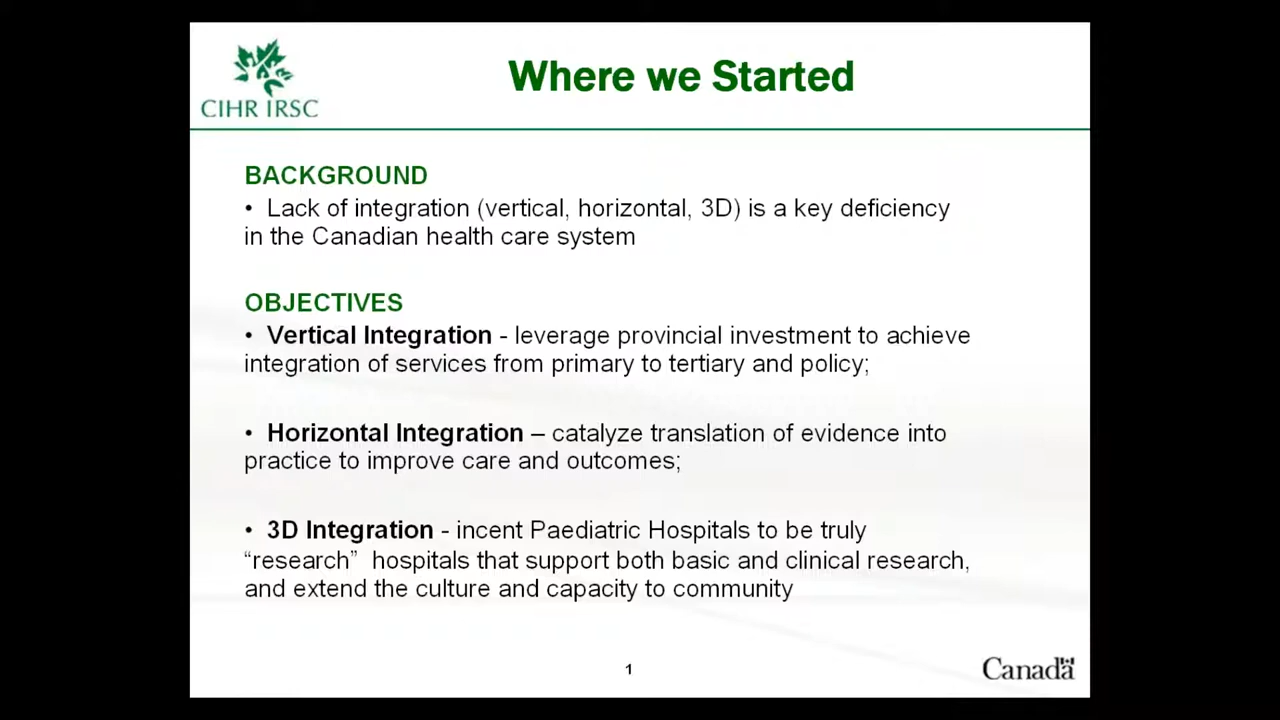 CIHR IRSC
Where we Started
BACKGROUND
• Lack of integration (vertical, horizontal, 3D) is a key deficiency
in the Canadian health care system
OBJECTIVES
• Vertical Integration - leverage provincial investment to achieve
integration of services from primary to tertiary and policy;
• Horizontal Integration – catalyze translation of evidence into
practice to improve care and outcomes;
• 3D Integration - incent Paediatric Hospitals to be truly
“research” hospitals that support both basic and clinical research,
and extend the culture and capacity to community
1
Canada